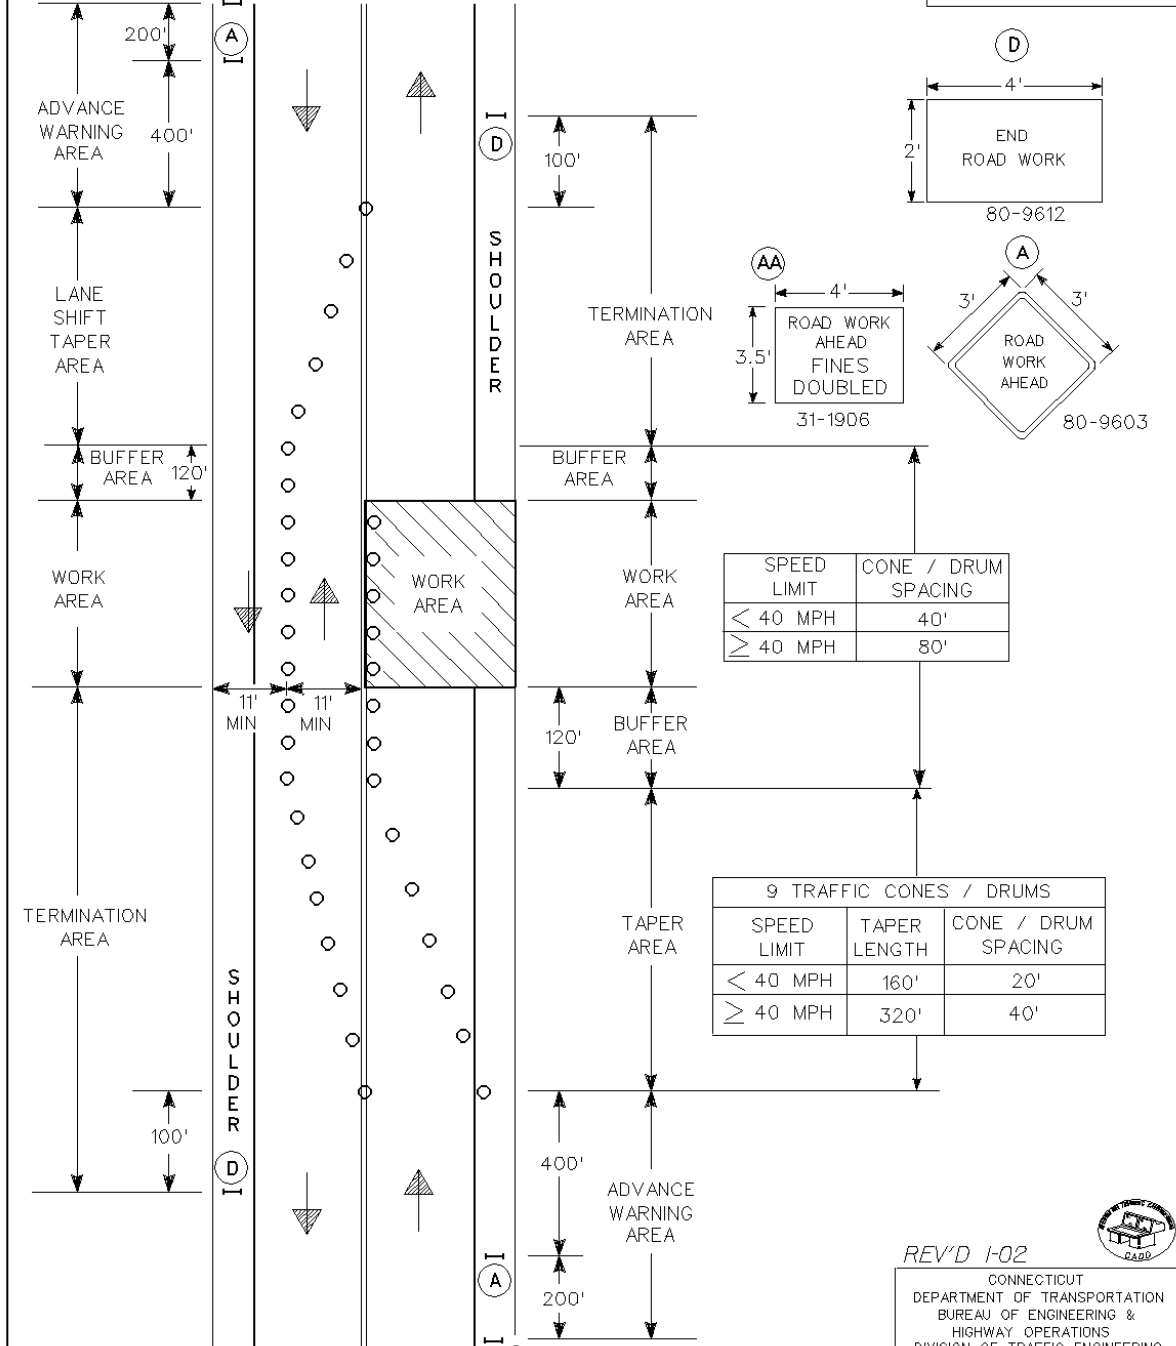 200'
A
ADVANCE
WARNING
AREA
400'
D
100'
D
4'
2'
END
ROAD WORK
80-9612
A
AA
4'
3.5'
ROAD WORK
AHEAD
FINES
DOUBLED
31-1906
3'
3'
ROAD
WORK
AHEAD
80-9603
SHOULDER
LANE
SHIFT
TAPER
AREA
TERMINATION
AREA
BUFFER
AREA
120'
BUFFER
AREA
WORK
AREA
WORK
AREA
WORK
AREA
SPEED
LIMIT
CONE / DRUM
SPACING
< 40 MPH
40'
≥ 40 MPH
80'
11'
MIN
11'
MIN
120'
BUFFER
AREA
TERMINATION
AREA
SHOULDER
TAPER
AREA
9 TRAFFIC CONES / DRUMS
SPEED
LIMIT
TAPER
LENGTH
CONE / DRUM
SPACING
< 40 MPH
160'
20'
≥ 40 MPH
320'
40'
100'
D
400'
ADVANCE
WARNING
AREA
A
200'
REV'D 1-02
CADD
CONNECTICUT
DEPARTMENT OF TRANSPORTATION
BUREAU OF ENGINEERING &
HIGHWAY OPERATIONS
DIVISION OF TRAFFIC ENGINEERING